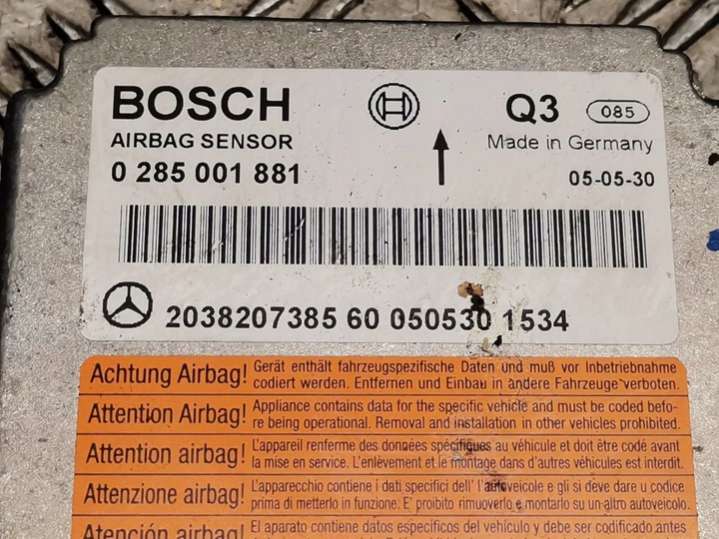 BOSCH Q3 085
AIRBAG SENSOR Made in Germany
0 285 001 881 05-05-30
2038207385 60 050530 1534
Achtung Airbag! Gerät enthält fahrzeugspezifische Daten und muß vor Inbetriebnahme
codiert werden. Entfernen und Einbau in andere Fahrzeuge verboten.
Attention Airbag! Appliance contains data for the specific vehicle and must be coded befo-
re being operational. Removal and installation in other vehicles prohibited.
Attention airbag! L'appareil renferme des données spécifiques au véhicule et doit être codé avant
la mise en service. L'enlèvement et le montage dans d'autres véhicules est interdit.
Attenzione airbag! L'apparecchio contiene i dati specifici dell' l'autoveicolo e gli si deve dare u codice
prima di metterlo in funzione. E' proibito rimuoverlo e montarlo su un altro autoveicolo.
Atención airbag! El aparato contiene datos específicos del vehículo y debe ser codificado antes